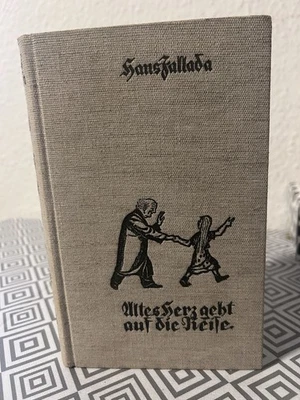 Hans Fallada
Altes Herz geht
auf die Reise.